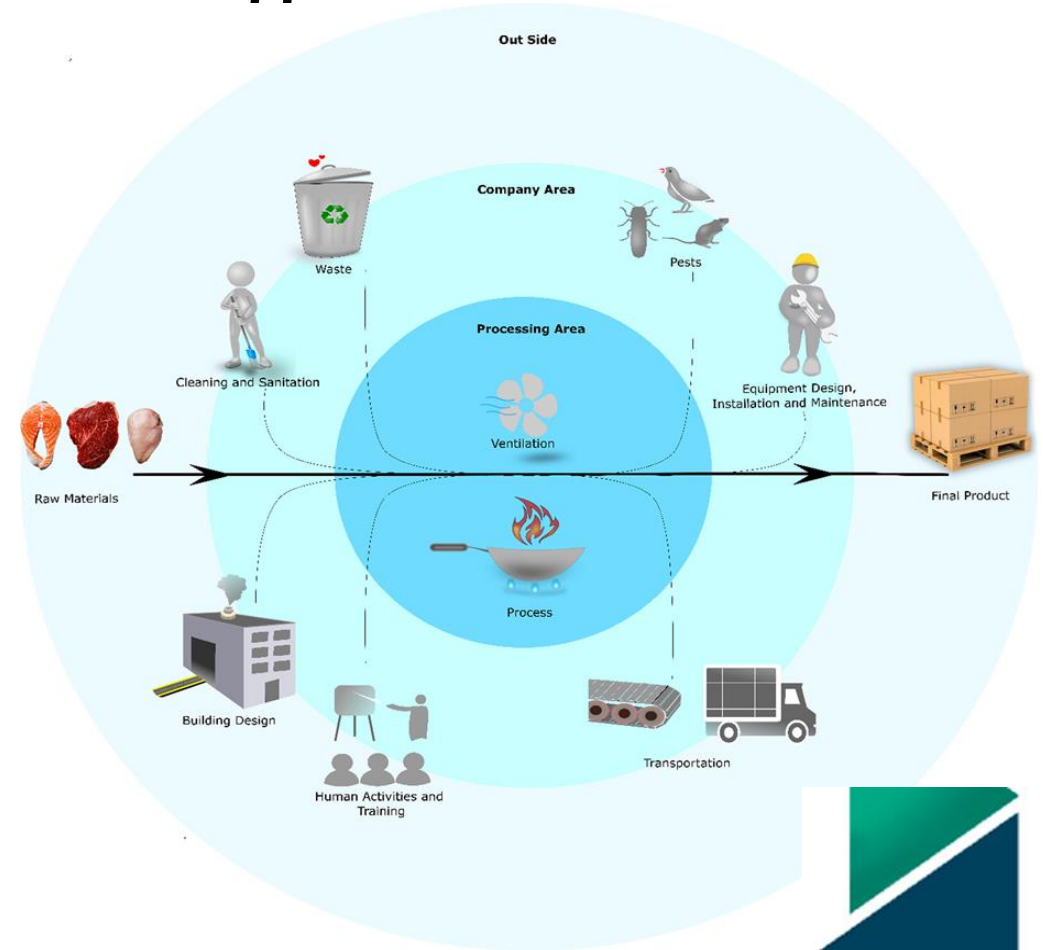 Out Side
Company Area
Waste
Pests
Processing Area
Cleaning and Sanitation
Equipment Design,
Installation and Maintenance
Ventilation
Raw Materials
Final Product
Process
Building Design
Transportation
Human Activities and
Training